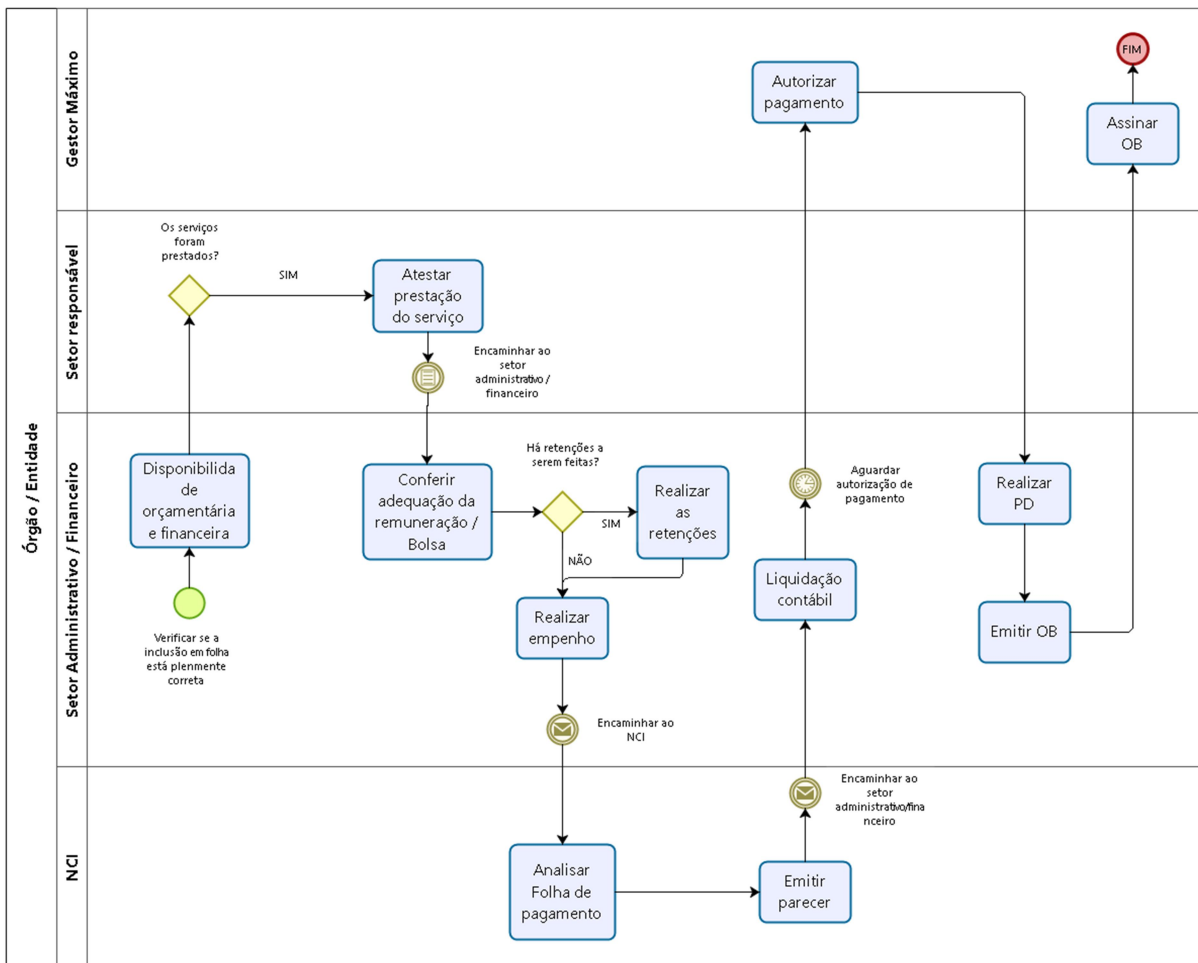 Órgão / Entidade
Gestor Máximo
Autorizar
pagamento
FIM
Assinar
OB
Setor responsável
Os serviços
foram
prestados?
SIM
Atestar
prestação
do serviço
Encaminhar ao
setor
administrativo /
financeiro
Setor Administrativo / Financeiro
Disponibilida
de
orçamentária
e financeira
Verificar se a
inclusão em folha
está plenmente
correta
Conferir
adequação da
remuneração /
Bolsa
Há retenções a
serem feitas?
SIM
NÃO
Realizar
as
retenções
Realizar
empenho
Encaminhar ao
NCI
Aguardar
autorização de
pagamento
Liquidação
contábil
Realizar
PD
Emitir OB
NCI
Analisar
Folha de
pagamento
Emitir
parecer
Encaminhar ao
setor
administrativo/fina
nceiro